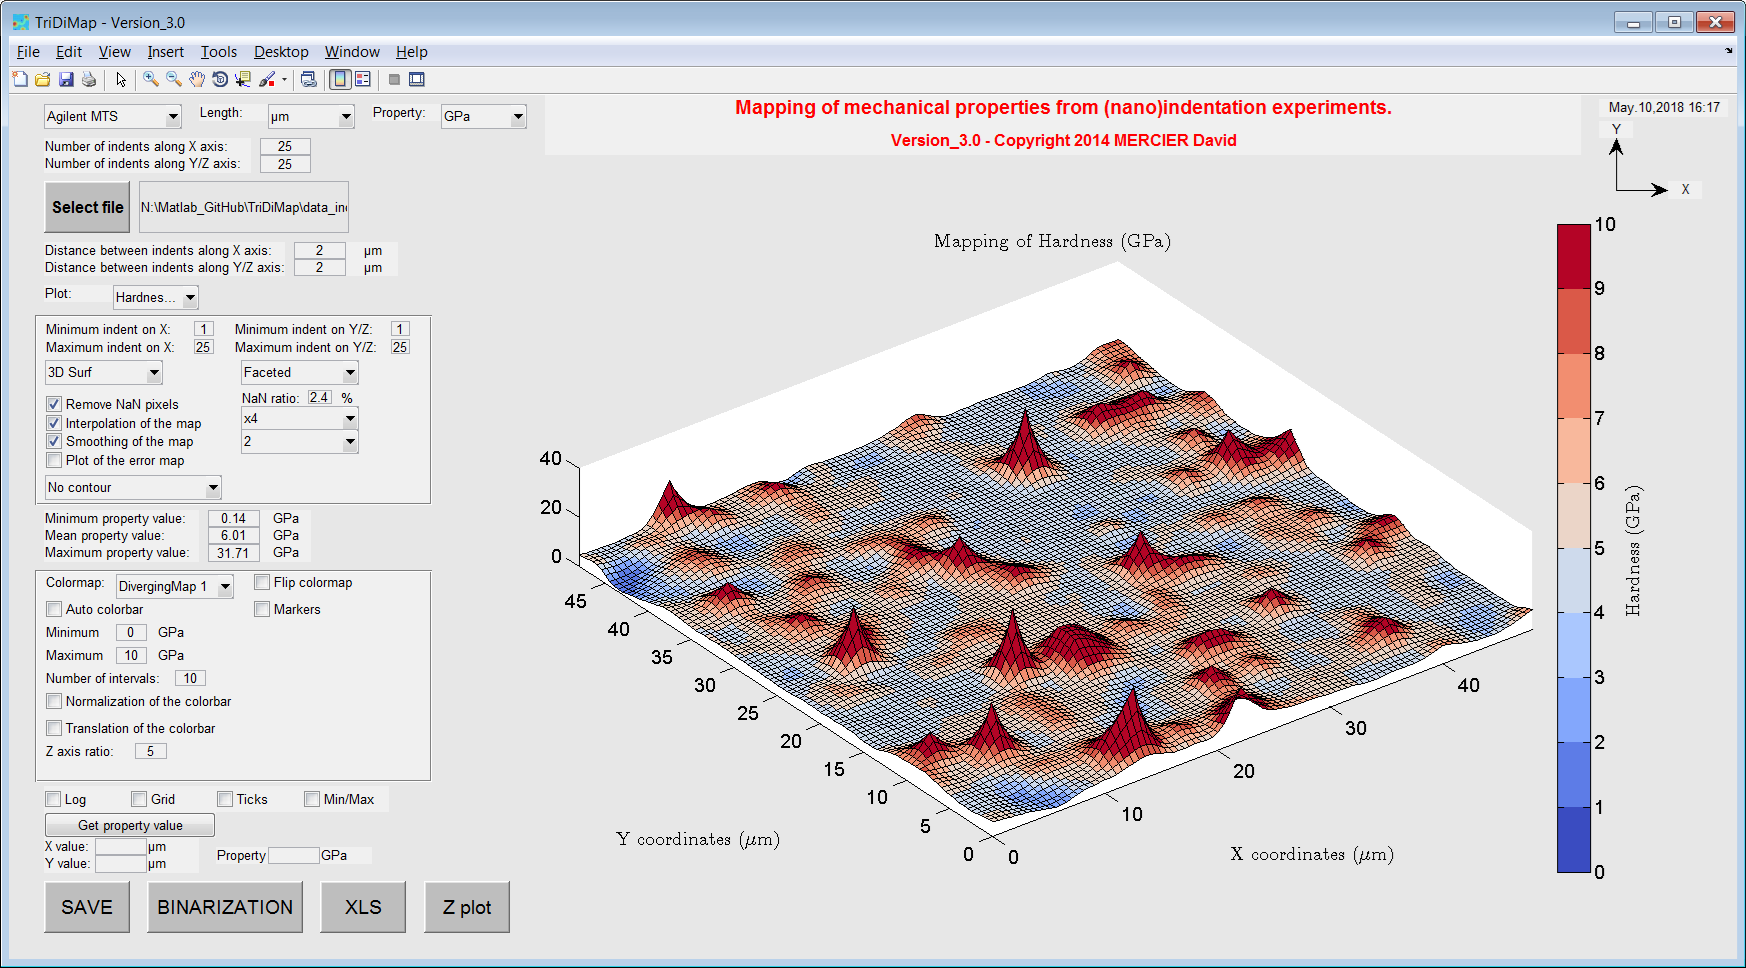 TriDiMap - Version_3.0
File Edit View Insert Tools Desktop Window Help
Agilent MTS Length: µm Property: GPa
Number of indents along X axis: 25
Number of indents along Y/Z axis: 25
Select file N:\Matlab_GitHub\TriDiMap\data_in
Distance between indents along X axis: 2 µm
Distance between indents along Y/Z axis: 2 µm
Plot: Hardnes...
Minimum indent on X: 1 Minimum indent on Y/Z: 1
Maximum indent on X: 25 Maximum indent on Y/Z: 25
3D Surf Faceted
Remove NaN pixels NaN ratio: 2.4 %
Interpolation of the map x4
Smoothing of the map 2
Plot of the error map
No contour
Minimum property value: 0.14 GPa
Mean property value: 6.01 GPa
Maximum property value: 31.71 GPa
Colormap: DivergingMap 1 Flip colormap
Auto colorbar Markers
Minimum 0 GPa
Maximum 10 GPa
Number of intervals: 10
Normalization of the colorbar
Translation of the colorbar
Z axis ratio: 5
Log Grid Ticks Min/Max
Get property value
X value: µm
Y value: µm
Property GPa
SAVE BINARIZATION XLS Z plot
Mapping of mechanical properties from (nano)indentation experiments.
Version_3.0 - Copyright 2014 MERCIER David
May.10,2018 16:17
Y
X
Mapping of Hardness (GPa)
40
20
0
45
40
35
30
25
20
15
10
5
0
Y coordinates (µm)
0
10
20
30
40
X coordinates (µm)
10
9
8
7
6
5
4
3
2
1
0
Hardness (GPa)